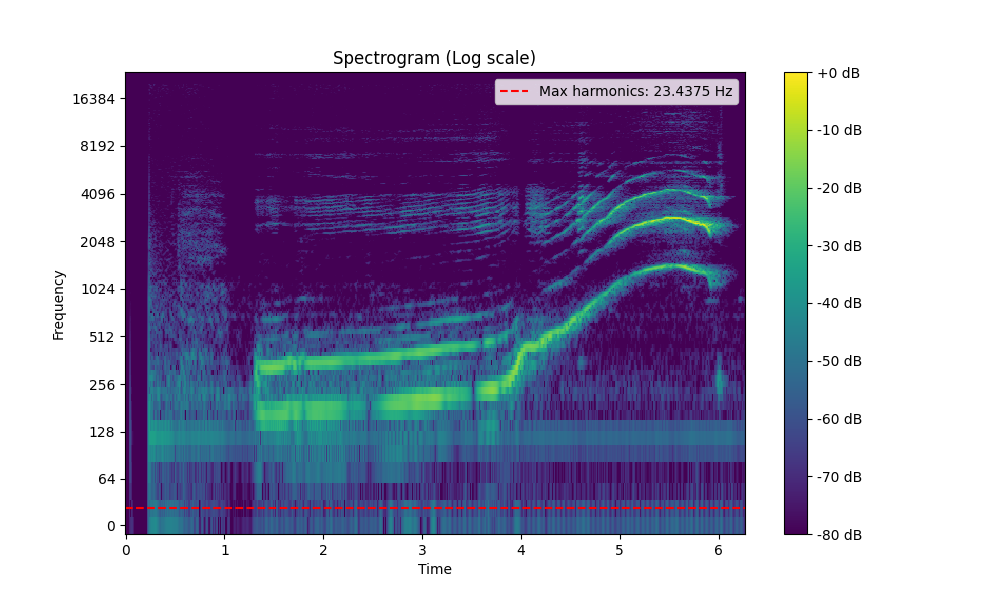 Spectrogram (Log scale)
Max harmonics: 23.4375 Hz
Frequency
16384
8192
4096
2048
1024
512
256
128
64
0
0 1 2 3 4 5 6
Time
+0 dB
-10 dB
-20 dB
-30 dB
-40 dB
-50 dB
-60 dB
-70 dB
-80 dB